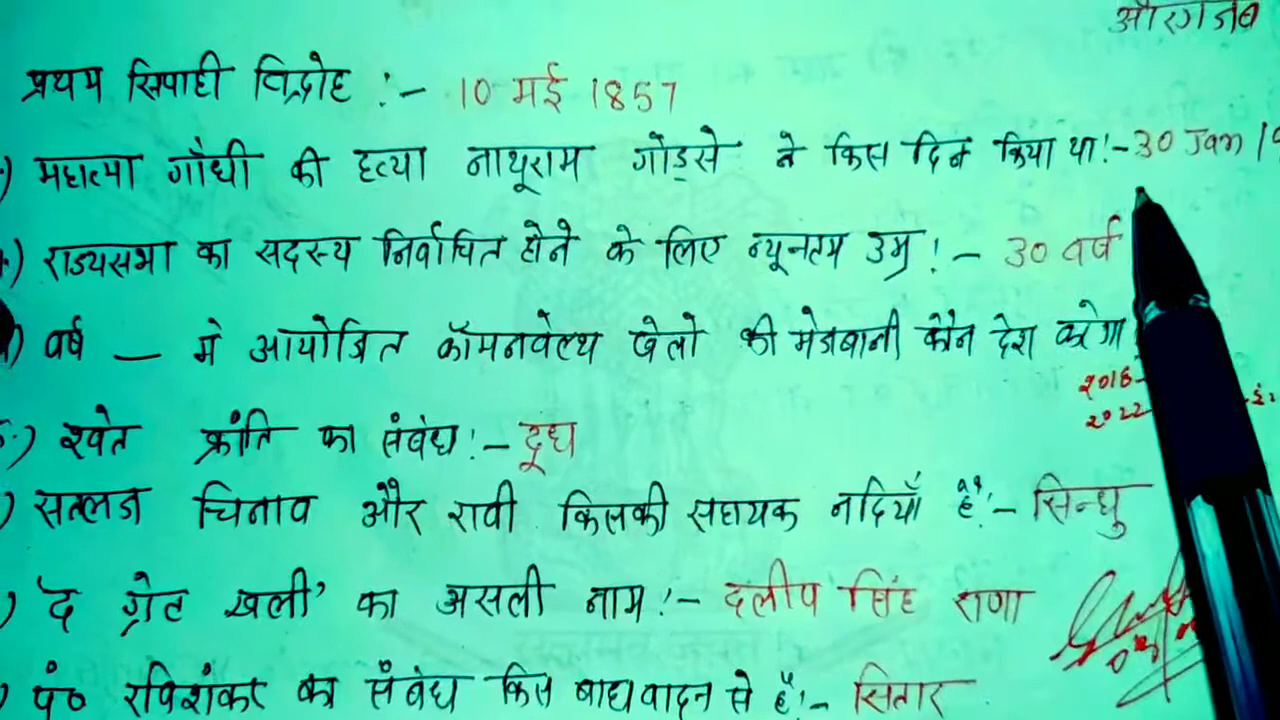 औरंगजेब
प्रथम सिपाही विद्रोह :- 10 मई 1857
) महात्मा गाँधी की हत्या नाथूराम गोड्से ने किस दिन किया था!- 30 Jan 19
) राज्यसभा का सदस्य निर्वाचित होने के लिए न्यूनतम उम्र!- 30 वर्ष
) वर्ष — मे आयोजित कॉमनवेल्थ खेलो की मेजबानी कौन देश करेगा
2018-
2022
.) श्वेत क्रांति का संबंध!- दूध
) सतलज चिनाव और रावी किसकी सहायक नदियाँ है!- सिन्धु
) 'द ग्रेट खली' का असली नाम!- दलीप सिंह राणा
) पं० रविशंकर का संबंध किस वाद्यवादन से है!- सितार